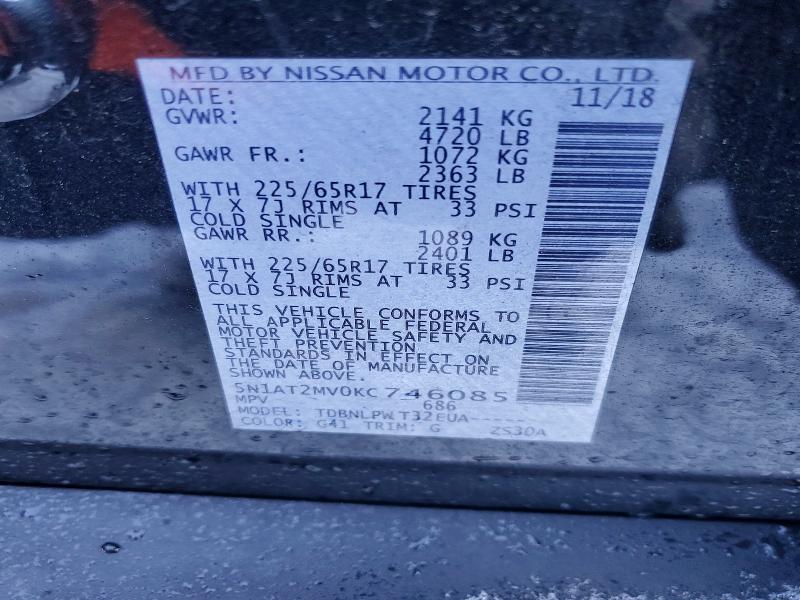 MFD BY NISSAN MOTOR CO., LTD.
DATE: 11/18
GVWR: 2141 KG
4720 LB
GAWR FR.: 1072 KG
2363 LB
WITH 225/65R17 TIRES
17 X 7J RIMS AT 33 PSI
COLD SINGLE
GAWR RR.: 1089 KG
2401 LB
WITH 225/65R17 TIRES
17 X 7J RIMS AT 33 PSI
COLD SINGLE
THIS VEHICLE CONFORMS TO
ALL APPLICABLE FEDERAL
MOTOR VEHICLE SAFETY AND
THEFT PREVENTION
STANDARDS IN EFFECT ON
THE DATE OF MANUFACTURE
SHOWN ABOVE.
5N1AT2MV0KC746085
MPV 686
MODEL: TDBNLPWT32EUA-----
COLOR: G41 TRIM: G ZS30A